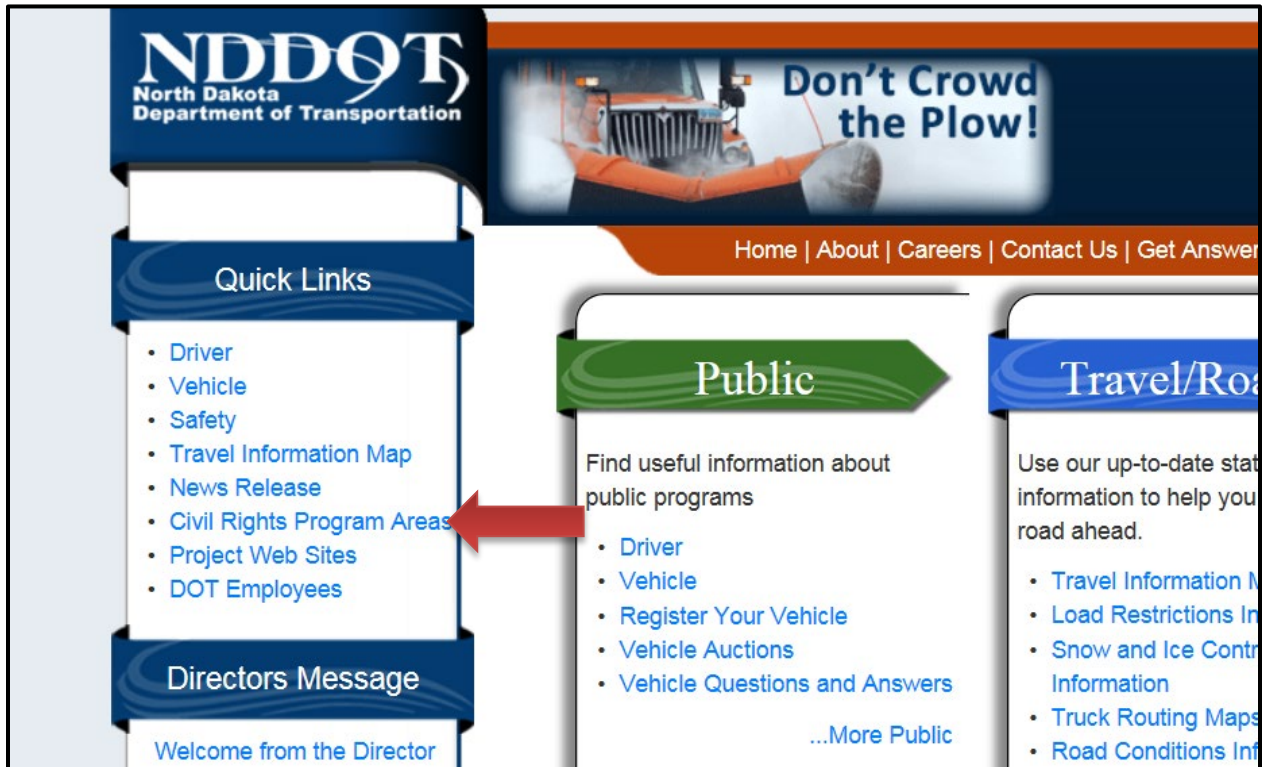 NDDOT
North Dakota
Department of Transportation
Don't Crowd
the Plow!
Home | About | Careers | Contact Us | Get Answer
Quick Links
• Driver
• Vehicle
• Safety
• Travel Information Map
• News Release
• Civil Rights Program Areas
• Project Web Sites
• DOT Employees
Directors Message
Welcome from the Director
Public
Find useful information about
public programs
• Driver
• Vehicle
• Register Your Vehicle
• Vehicle Auctions
• Vehicle Questions and Answers
...More Public
Travel/Roa
Use our up-to-date stat
information to help you
road ahead.
• Travel Information M
• Load Restrictions In
• Snow and Ice Contr
Information
• Truck Routing Maps
• Road Conditions Inf